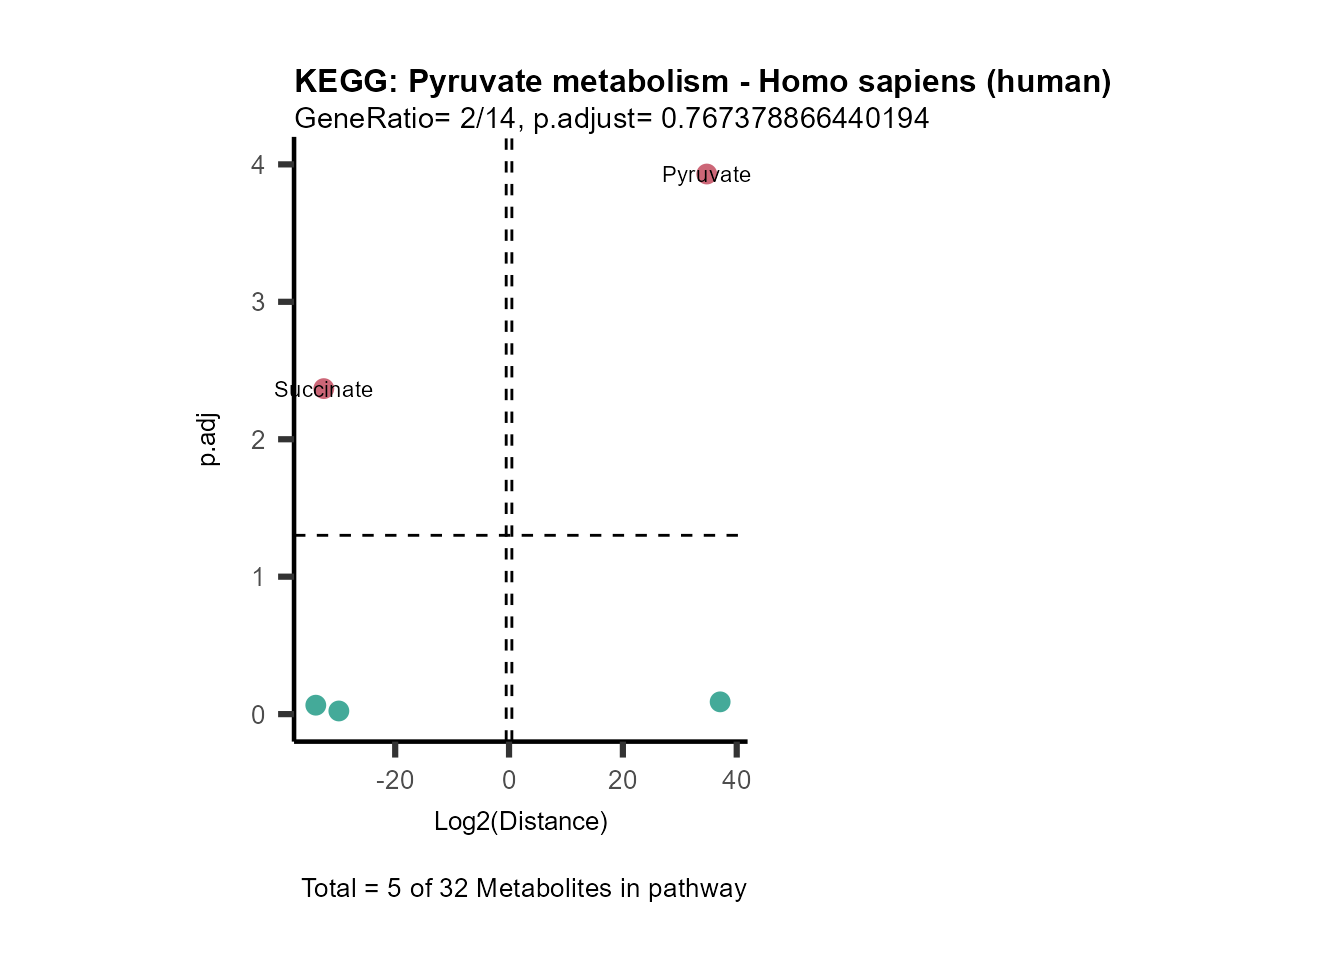 KEGG: Pyruvate metabolism - Homo sapiens (human)
GeneRatio= 2/14, p.adjust= 0.767378866440194
4
Pyruvate
3
Succinate
2
p.adj
1
0
-20 0 20 40
Log2(Distance)
Total = 5 of 32 Metabolites in pathway